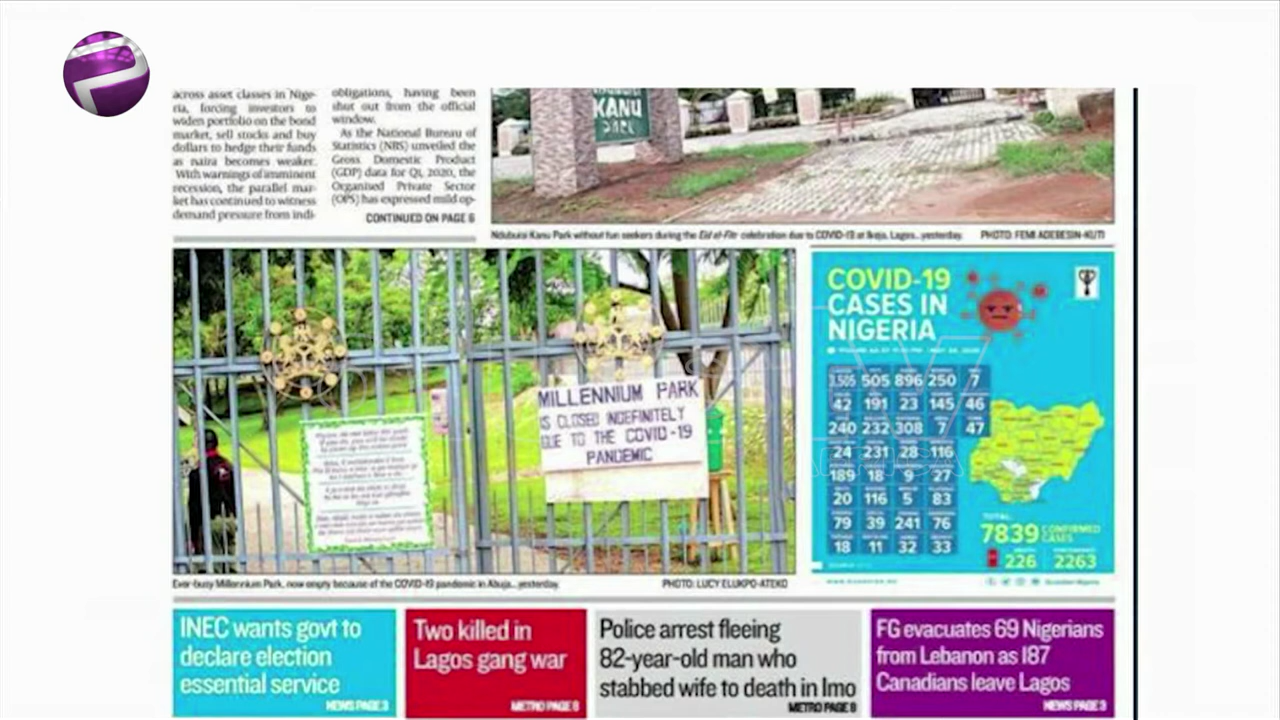 across asset classes in Nige-
ria, forcing investors to
widen portfolio on the bond
market, sell stocks and buy
dollars to hedge their funds
as naira becomes weaker.
With warnings of imminent
recession, the parallel mar-
ket has continued to witness
demand pressure from indi-
obligations, having been
shut out from the official
window.
As the National Bureau of
Statistics (NBS) unveiled the
Gross Domestic Product
(GDP) data for Q1, 2020, the
Organised Private Sector
(OPS) has expressed mild op-
CONTINUED ON PAGE 6
KANU
PARK
Ndubuisi Kanu Park without fun seekers during the Eid el-Fitr celebration due to COVID-19 at Ikeja, Lagos... yesterday. PHOTO: FEMI ADEBESIN-KUTI
MILLENNIUM PARK
IS CLOSED INDEFINITELY
DUE TO THE COVID-19
PANDEMIC
Ever-busy Millennium Park, now empty because of the COVID-19 pandemic in Abuja... yesterday. PHOTO: LUCY ELUKPO-ATEKO
COVID-19
CASES IN
NIGERIA
3,505 505 896 250 7
42 191 23 145 46
240 232 308 7 47
24 231 28 116
189 18 9 27
20 116 5 83
79 39 241 76
18 11 32 33
TOTAL:
7839 CONFIRMED CASES
226 2263
INEC wants govt to
declare election
essential service
NEWS PAGE 3
Two killed in
Lagos gang war
METRO PAGE 8
Police arrest fleeing
82-year-old man who
stabbed wife to death in Imo
METRO PAGE 8
FG evacuates 69 Nigerians
from Lebanon as 187
Canadians leave Lagos
NEWS PAGE 3